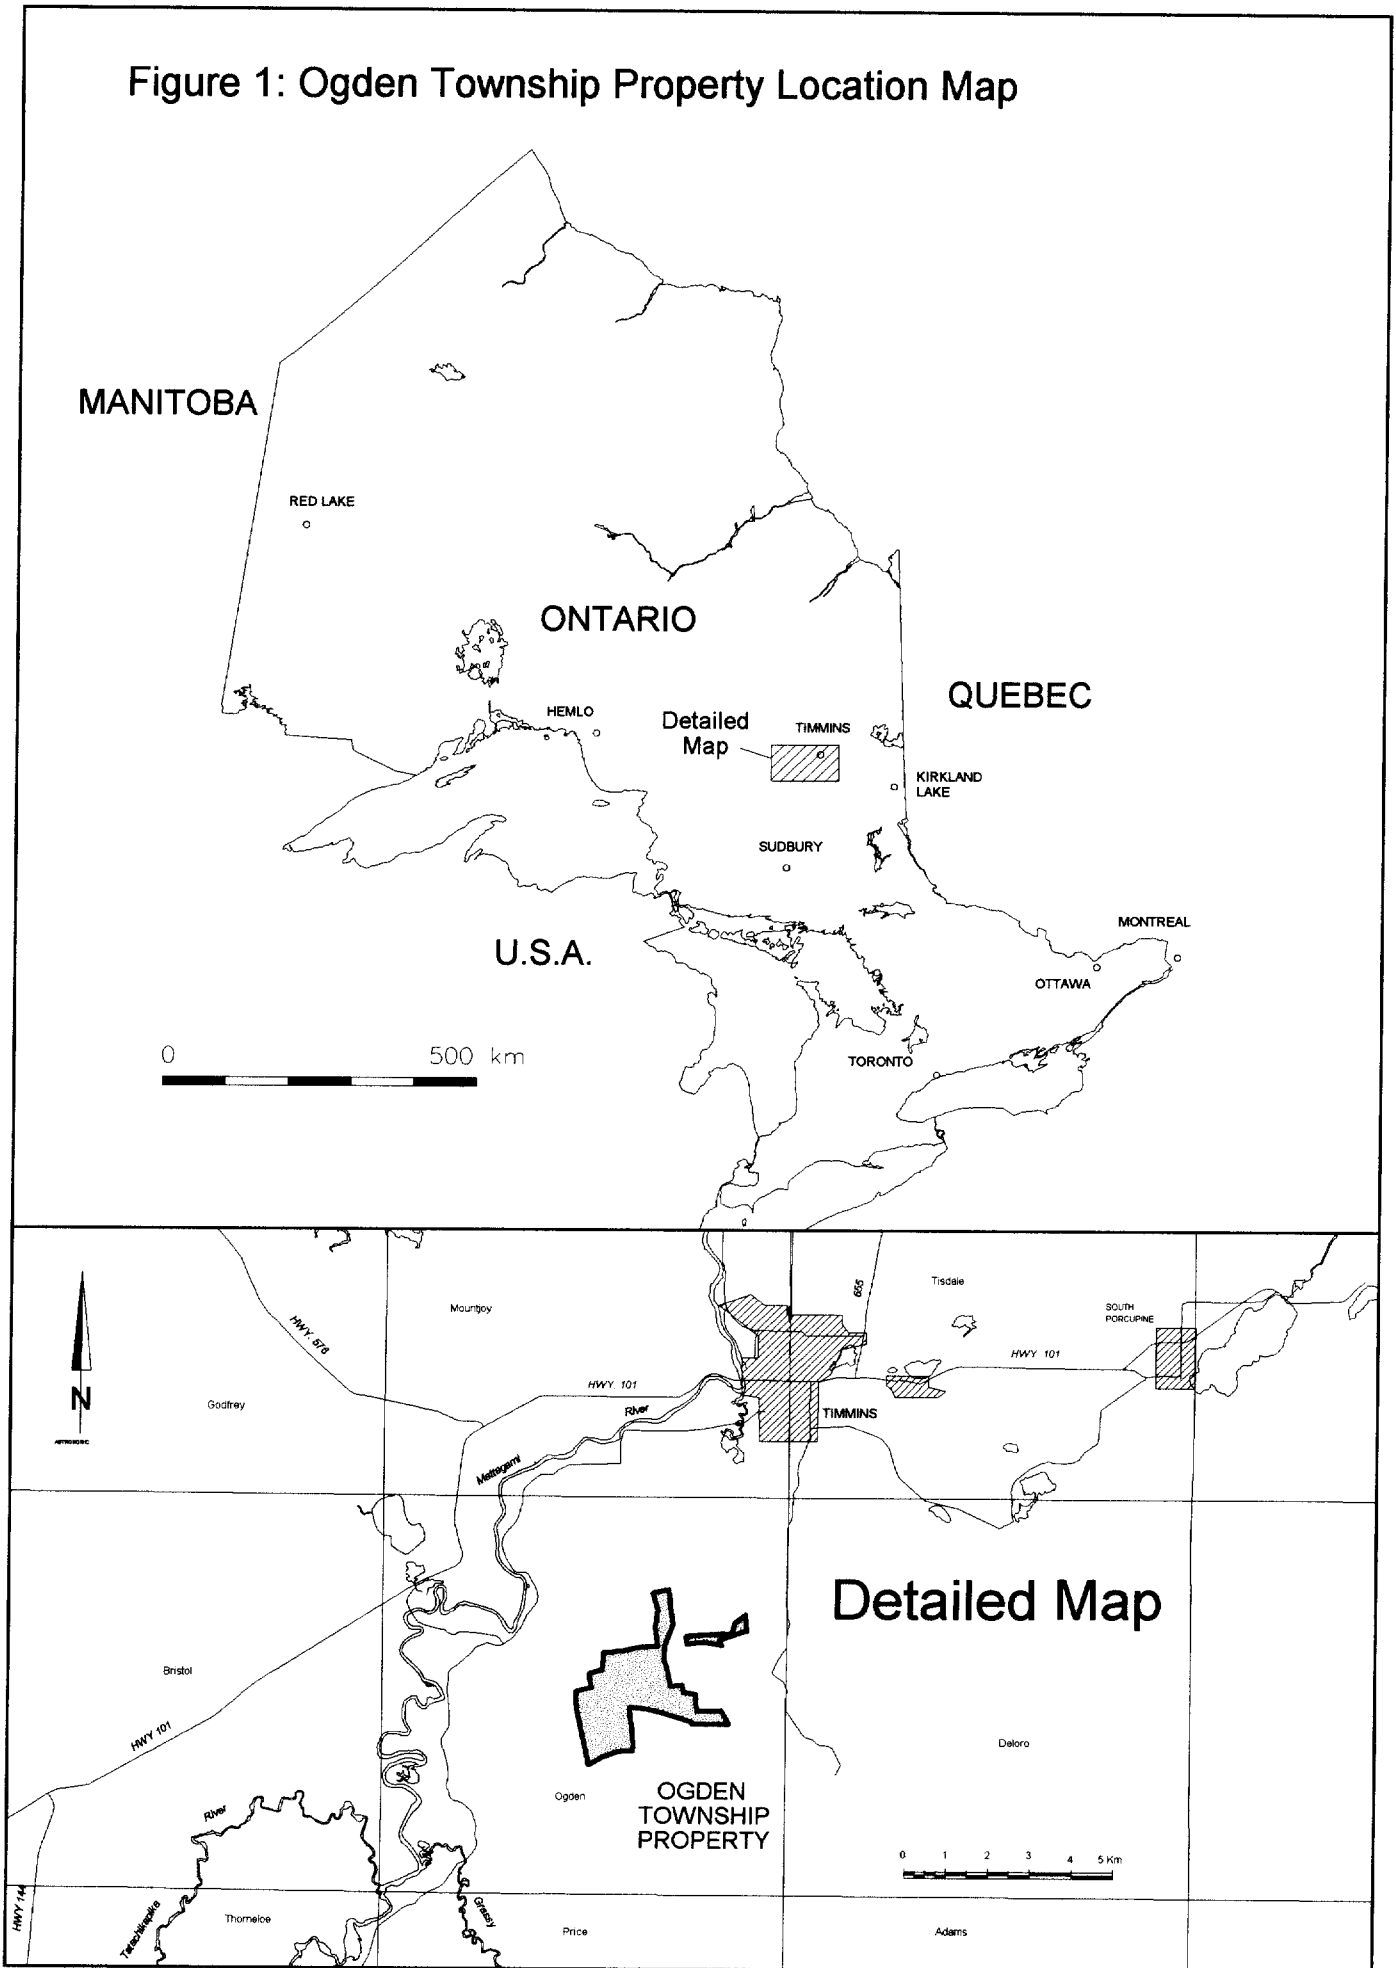 Figure 1: Ogden Township Property Location Map
MANITOBA
RED LAKE
ONTARIO
QUEBEC
HEMLO
Detailed
Map
TIMMINS
KIRKLAND
LAKE
SUDBURY
MONTREAL
U.S.A.
OTTAWA
0 500 km
TORONTO
655
Tisdale
Mountjoy
SOUTH
PORCUPINE
HWY. 576
HWY 101
HWY. 101
N
Godfrey
River
TIMMINS
Mattagami
Detailed Map
Bristol
HWY 101
Deloro
Ogden
OGDEN
TOWNSHIP
PROPERTY
River
0 1 2 3 4 5 Km
HWY 144
Tatachikapika
Thorneloe
Grassy
Price
Adams